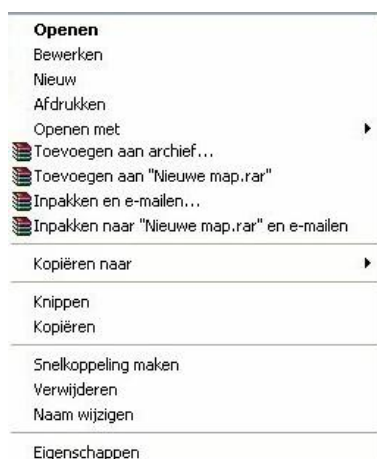 Openen
Bewerken
Nieuw
Afdrukken
Openen met
Toevoegen aan archief...
Toevoegen aan "Nieuwe map.rar"
Inpakken en e-mailen...
Inpakken naar "Nieuwe map.rar" en e-mailen
Kopiëren naar
Knippen
Kopiëren
Snelkoppeling maken
Verwijderen
Naam wijzigen
Eigenschappen